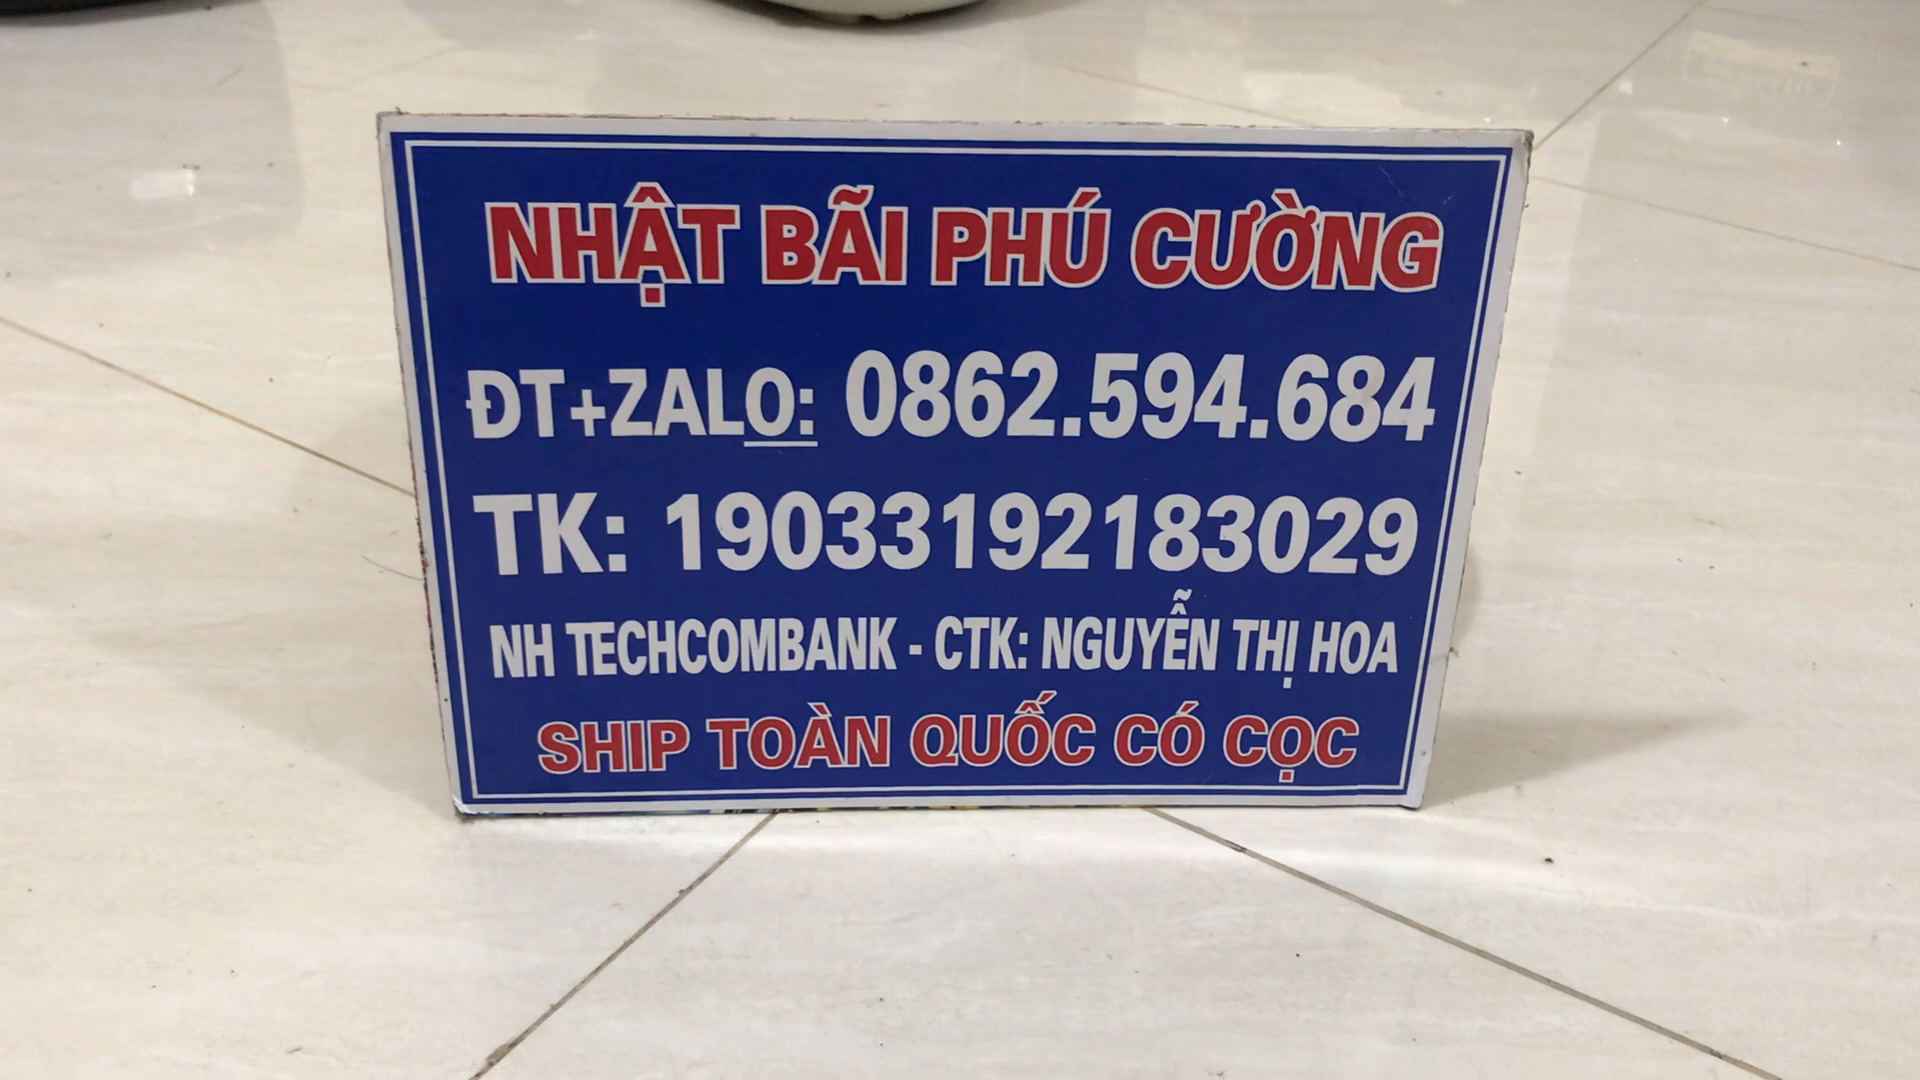 NHẬT BÃI PHÚ CƯỜNG
ĐT+ZALO: 0862.594.684
TK: 19033192183029
NH TECHCOMBANK - CTK: NGUYỄN THỊ HOA
SHIP TOÀN QUỐC CÓ CỌC